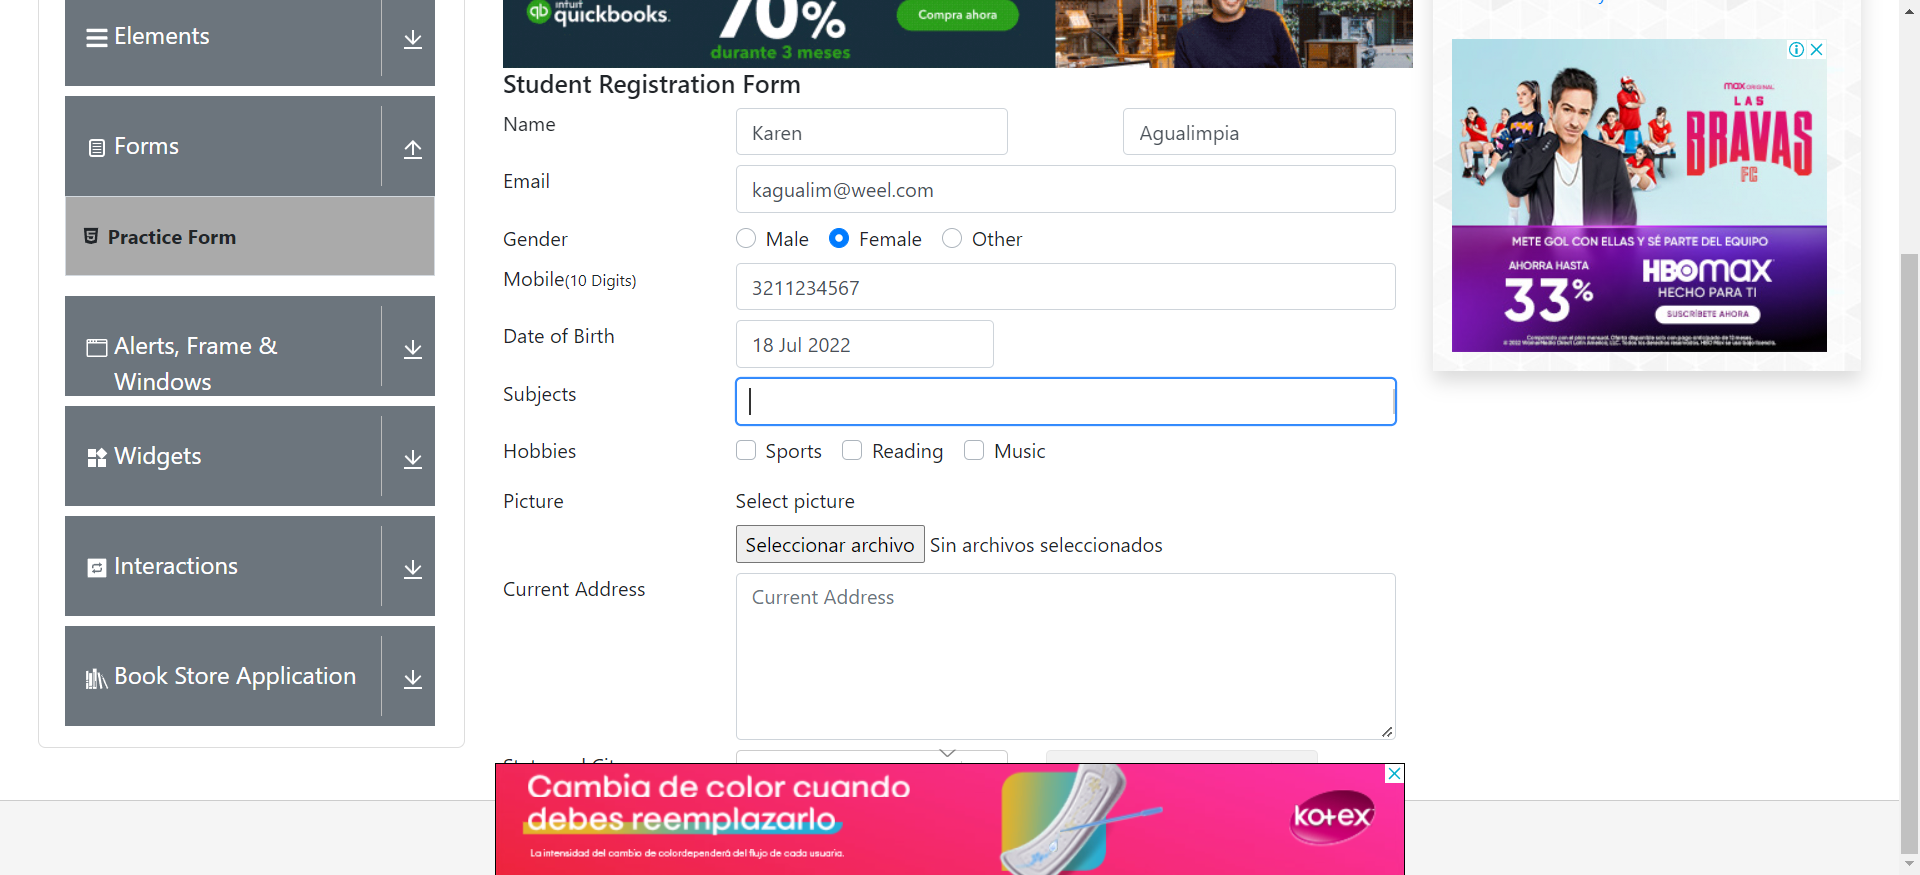 Elements
Forms
Practice Form
Alerts, Frame &
Windows
Widgets
Interactions
Book Store Application
intuit
quickbooks.
70%
durante 3 meses
Compra ahora
Student Registration Form
Name
Karen
Agualimpia
Email
kagualim@weel.com
Gender
Male
Female
Other
Mobile(10 Digits)
3211234567
Date of Birth
18 Jul 2022
Subjects
Hobbies
Sports
Reading
Music
Picture
Select picture
Seleccionar archivo
Sin archivos seleccionados
Current Address
Current Address
State and City
max ORIGINAL
LAS
BRAVAS
FC
METE GOL CON ELLAS Y SÉ PARTE DEL EQUIPO
AHORRA HASTA
33%
HBOMAX
HECHO PARA TI
SUSCRÍBETE AHORA
Cambia de color cuando
debes reemplazarlo
La intensidad del cambio de colordependerá del flujo de cada usuaria.
kotex